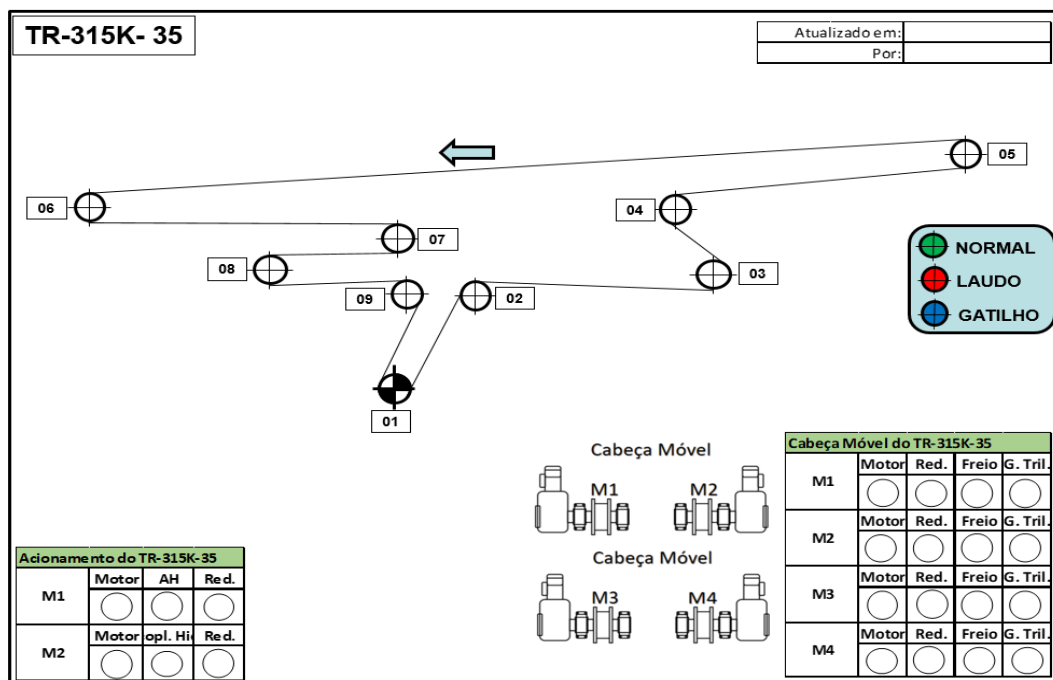 TR-315K- 35
Atualizado em:
Por:
05
06
04
07
08
03
09
02
01
NORMAL
LAUDO
GATILHO
Cabeça Móvel
M1 M2
Cabeça Móvel
M3 M4
Cabeça Móvel do TR-315K-35
M1 Motor Red. Freio G. Tril.
M2 Motor Red. Freio G. Tril.
M3 Motor Red. Freio G. Tril.
M4 Motor Red. Freio G. Tril.
Acionamento do TR-315K-35
M1 Motor AH Red.
M2 Motor opl. Hi Red.